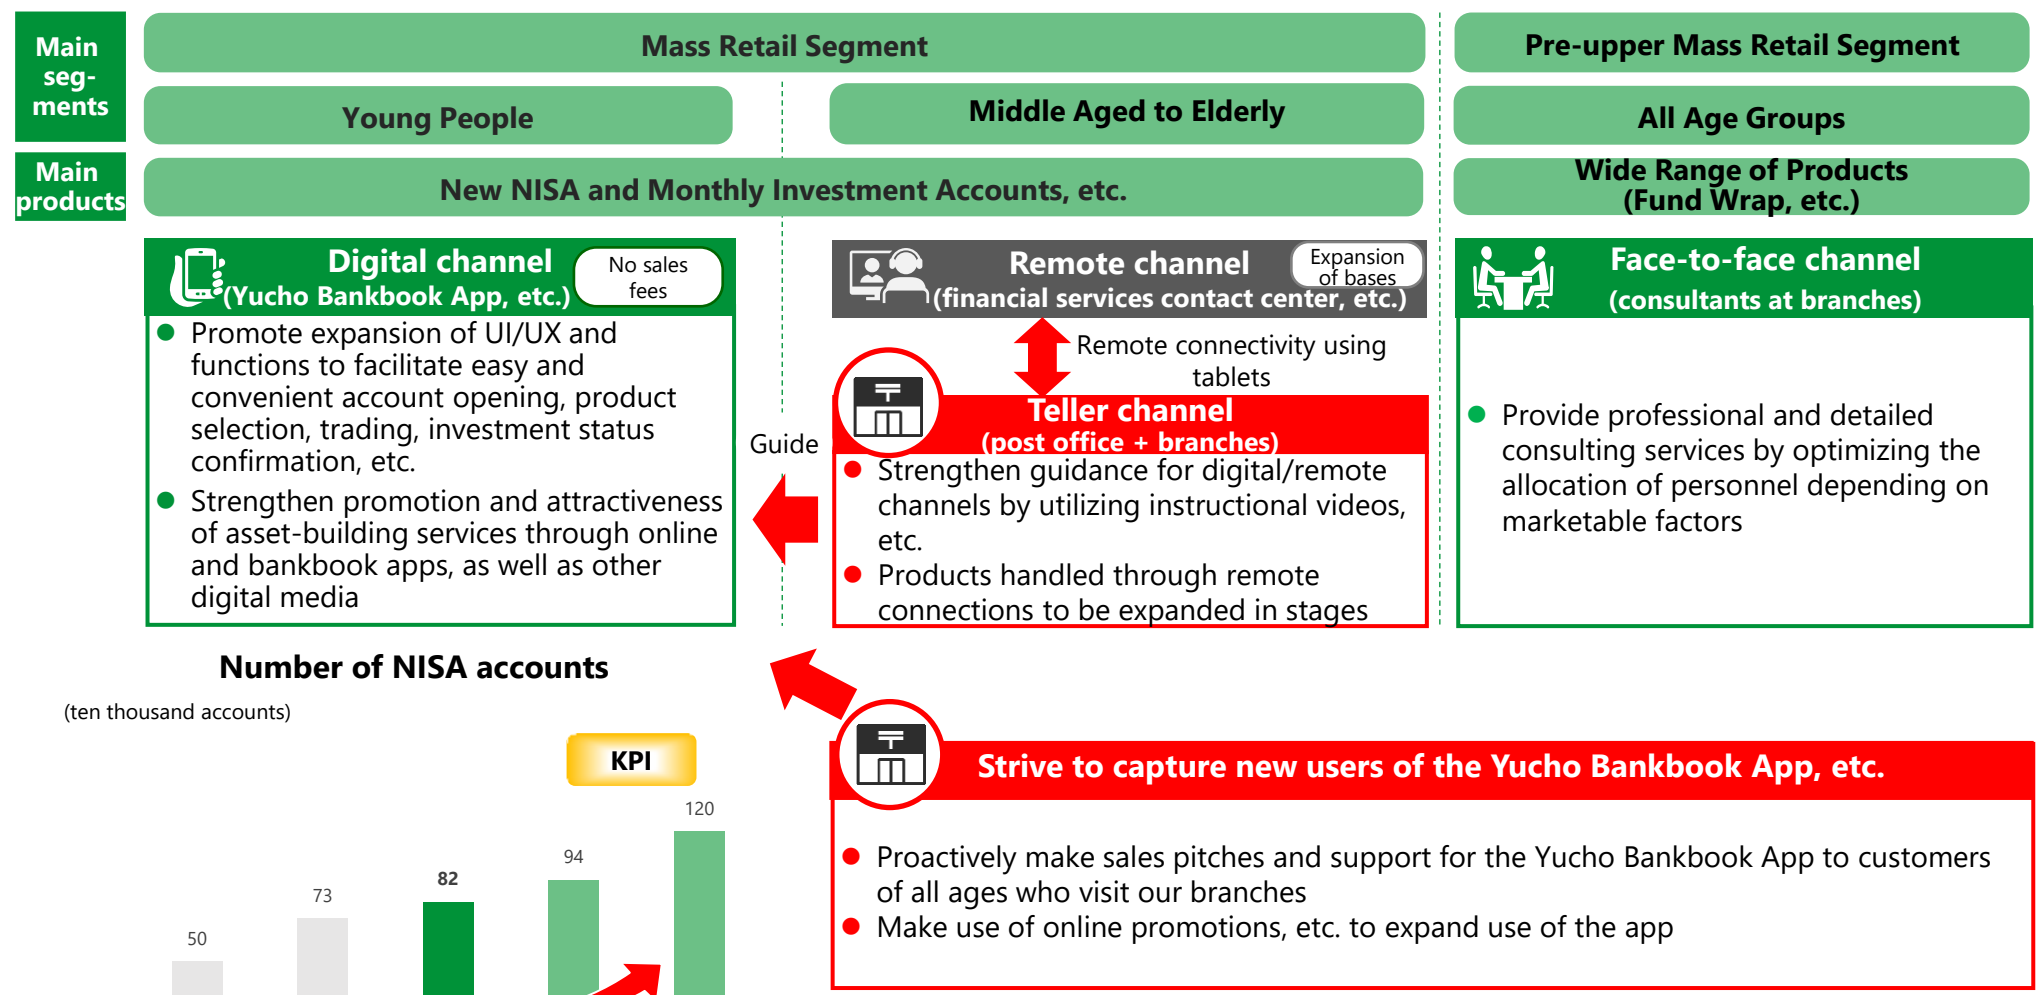 Main
seg-
ments
Mass Retail Segment
Pre-upper Mass Retail Segment
Young People
Middle Aged to Elderly
All Age Groups
Main
products
New NISA and Monthly Investment Accounts, etc.
Wide Range of Products
(Fund Wrap, etc.)
Digital channel
(Yucho Bankbook App, etc.)
No sales
fees
Promote expansion of UI/UX and
functions to facilitate easy and
convenient account opening, product
selection, trading, investment status
confirmation, etc.
Strengthen promotion and attractiveness
of asset-building services through online
and bankbook apps, as well as other
digital media
Guide
Remote channel
(financial services contact center, etc.)
Expansion
of bases
Remote connectivity using
tablets
Teller channel
(post office + branches)
Strengthen guidance for digital/remote
channels by utilizing instructional videos,
etc.
Products handled through remote
connections to be expanded in stages
Face-to-face channel
(consultants at branches)
Provide professional and detailed
consulting services by optimizing the
allocation of personnel depending on
marketable factors
Number of NISA accounts
(ten thousand accounts)
KPI
50
73
82
94
120
Strive to capture new users of the Yucho Bankbook App, etc.
Proactively make sales pitches and support for the Yucho Bankbook App to customers
of all ages who visit our branches
Make use of online promotions, etc. to expand use of the app